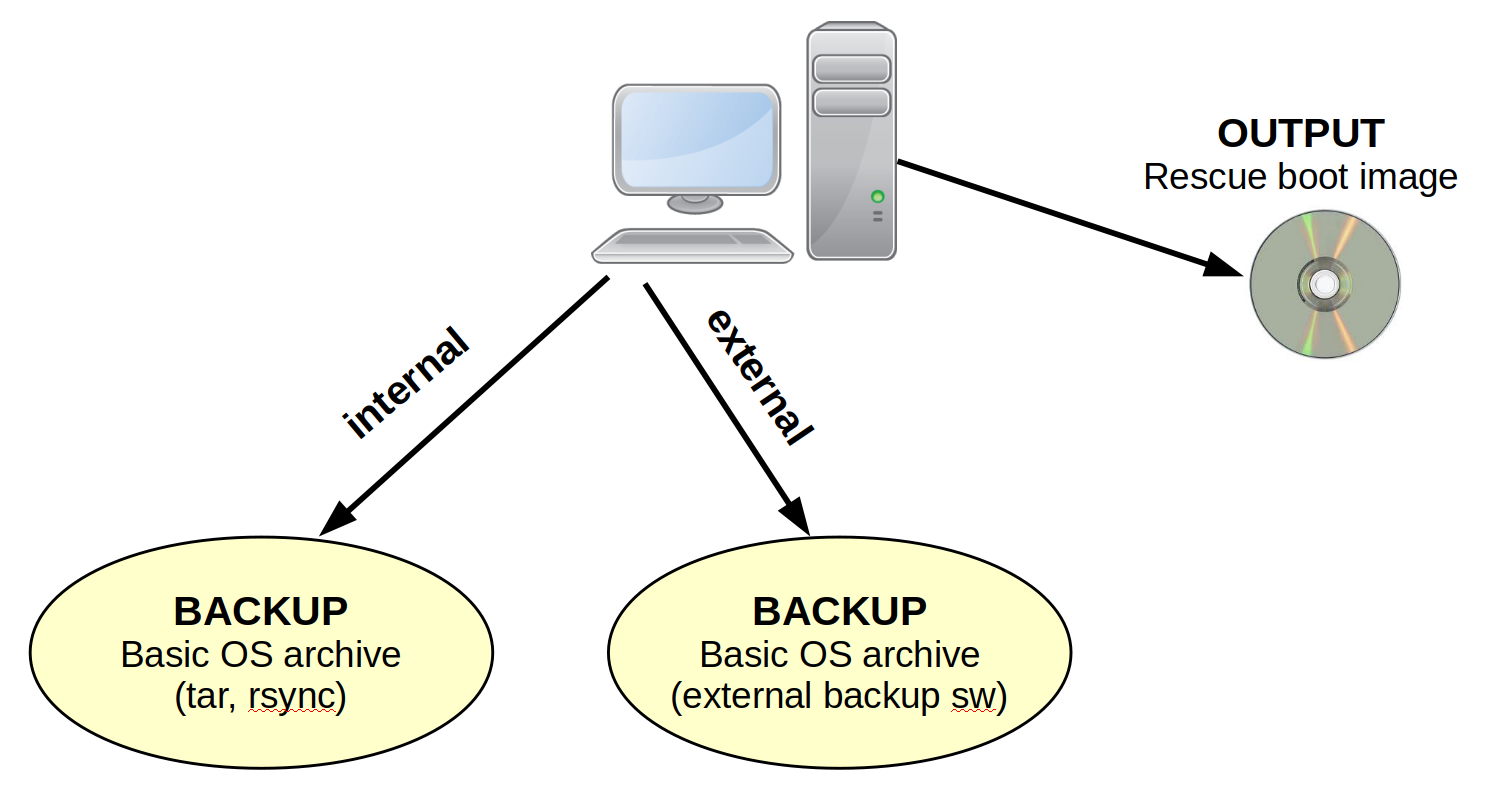 OUTPUT
Rescue boot image
internal
external
BACKUP
Basic OS archive
(tar, rsync)
BACKUP
Basic OS archive
(external backup sw)